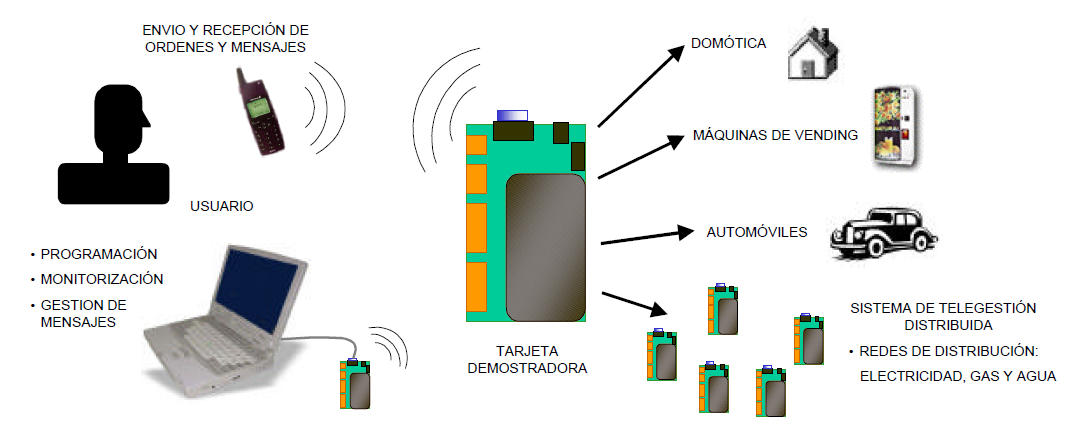 ENVIO Y RECEPCIÓN DE
ORDENES Y MENSAJES
USUARIO
• PROGRAMACIÓN
• MONITORIZACIÓN
• GESTION DE
MENSAJES
TARJETA
DEMOSTRADORA
DOMÓTICA
MÁQUINAS DE VENDING
AUTOMÓVILES
SISTEMA DE TELEGESTIÓN
DISTRIBUIDA
• REDES DE DISTRIBUCIÓN:
ELECTRICIDAD, GAS Y AGUA